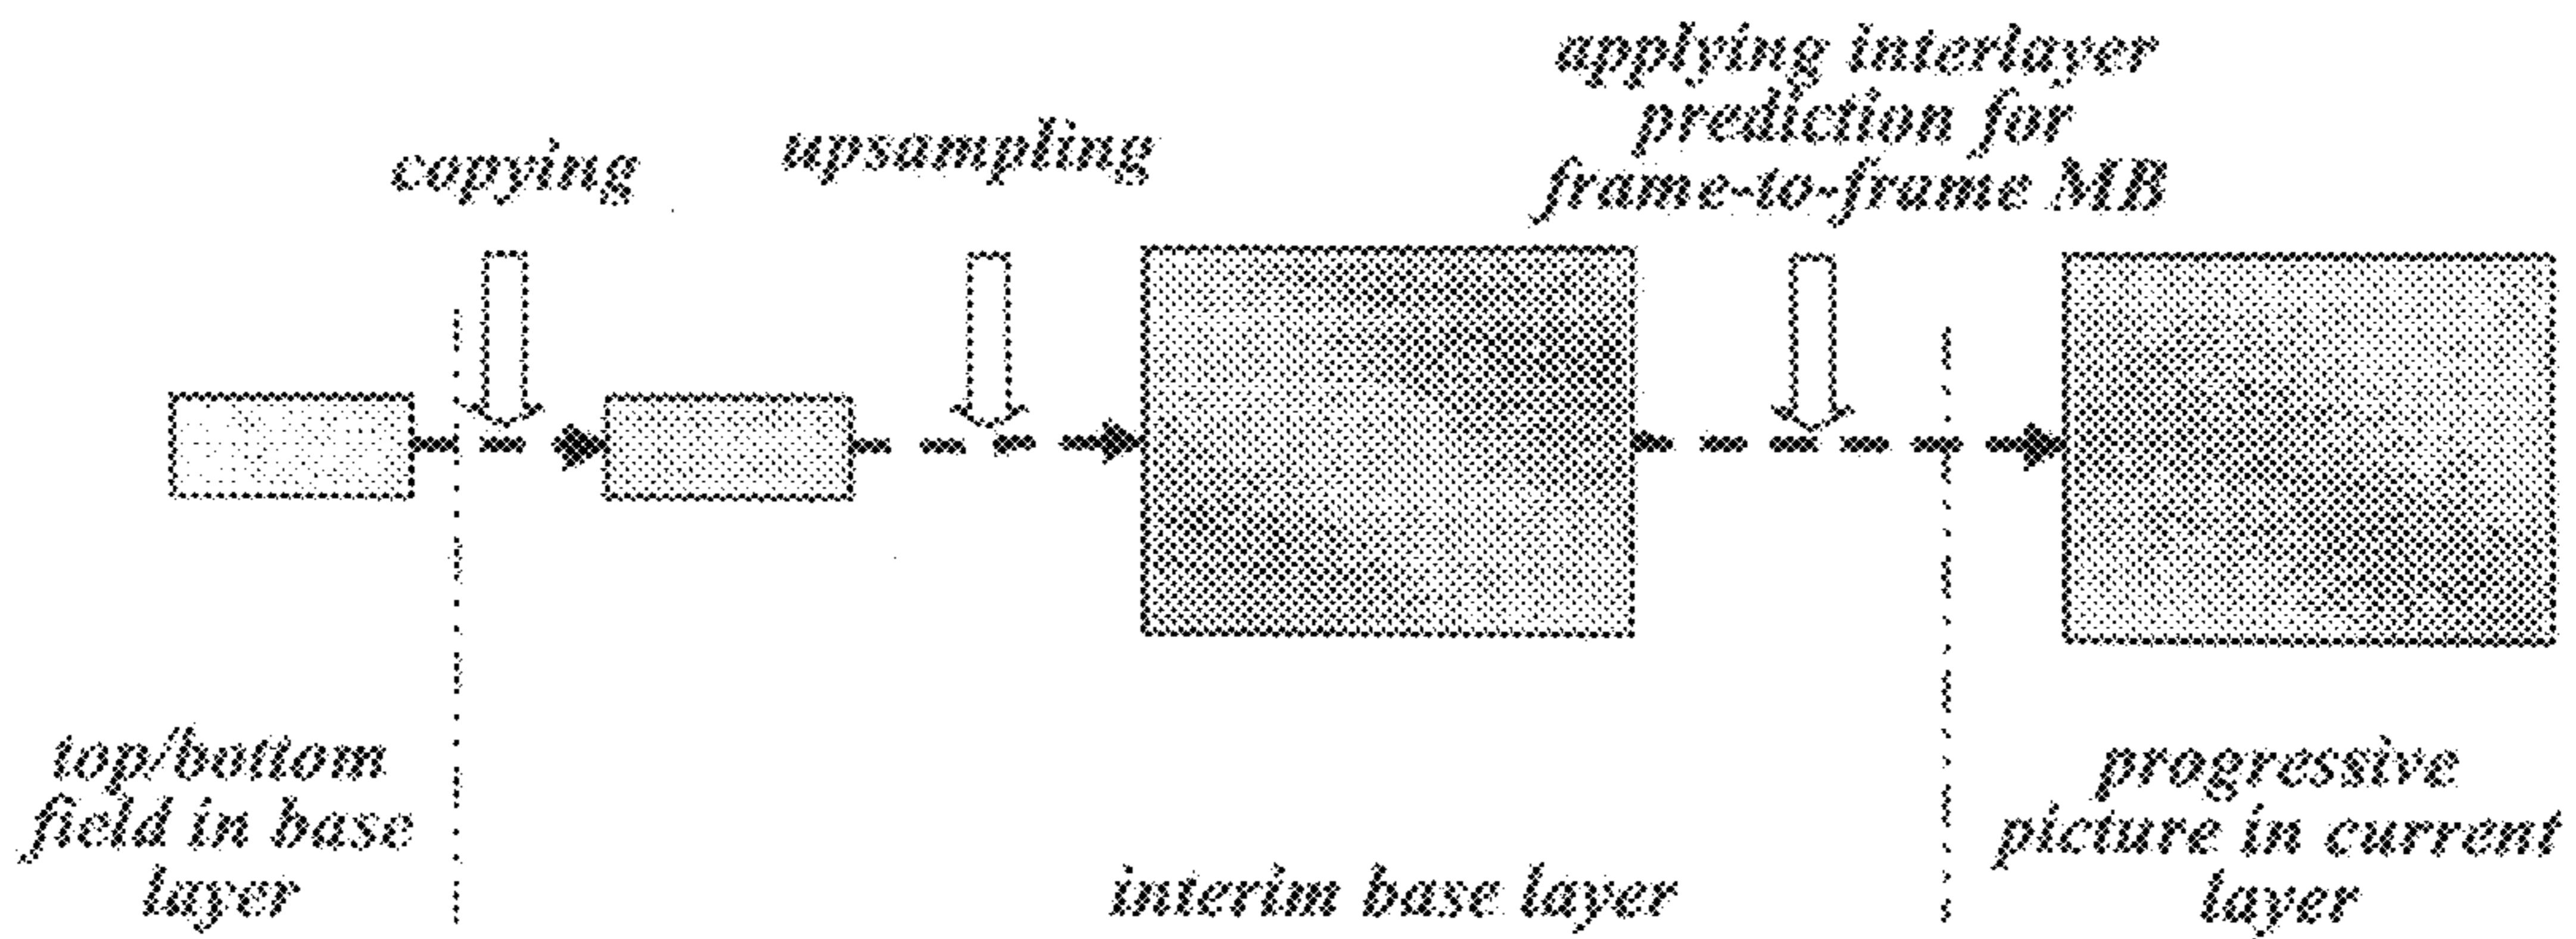 copying
upsampling
applying interlayer
prediction for
frame-to-frame MB
top/bottom
field in base
layer
interim base layer
progressive
picture in current
layer